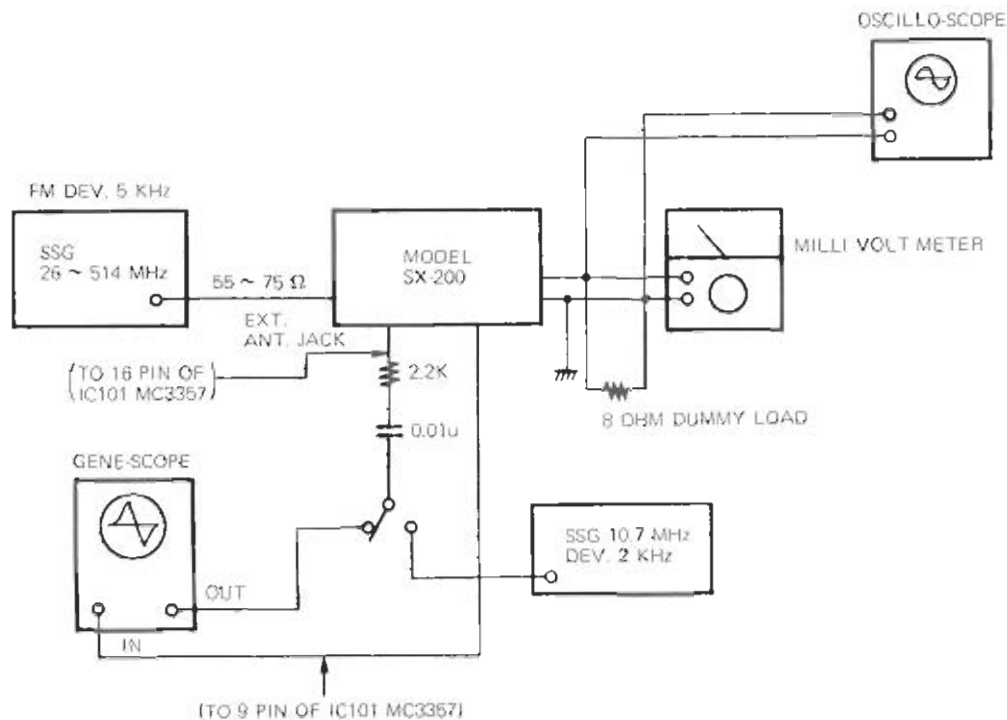 OSCILLO-SCOPE
FM DEV. 5 KHz
SSG
26 ~ 514 MHz
55 ~ 75 Ω
MODEL
SX-200
MILLI VOLT METER
EXT.
ANT. JACK
(TO 16 PIN OF
IC101 MC3357)
2.2K
8 OHM DUMMY LOAD
0.01u
GENE-SCOPE
SSG 10.7 MHz
DEV. 2 KHz
OUT
IN
(TO 9 PIN OF IC101 MC3357)